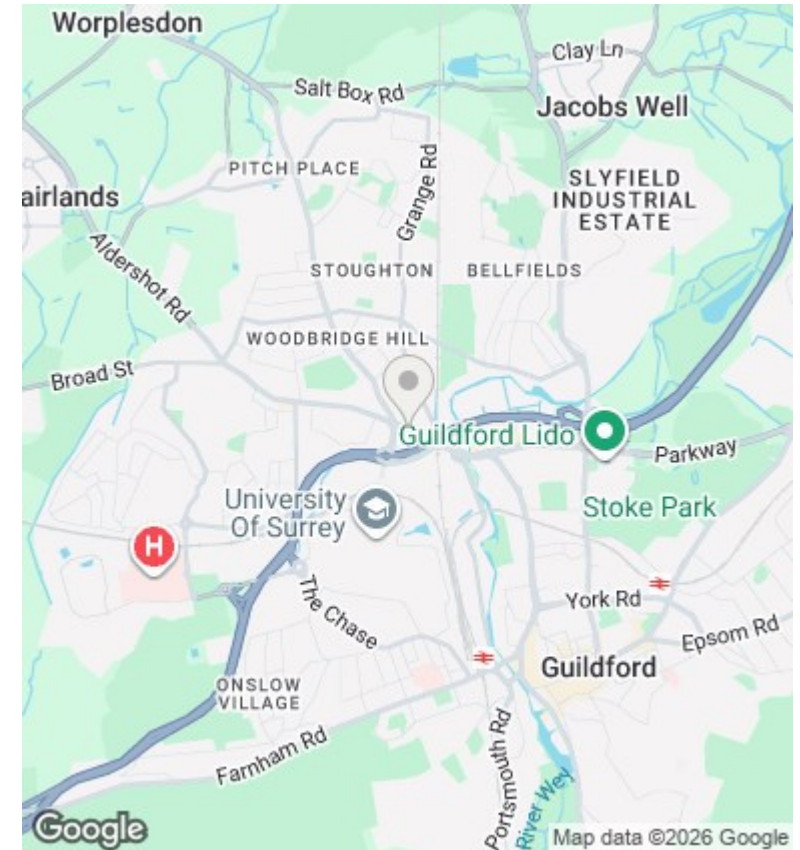 Worplesdon
Clay Ln
Salt Box Rd
Jacobs Well
PITCH PLACE
Grange Rd
SLYFIELD
INDUSTRIAL
ESTATE
airlands
Aldershot Rd
STOUGHTON
BELLFIELDS
WOODBRIDGE HILL
Broad St
Guildford Lido
Parkway
University
Of Surrey
Stoke Park
H
The Chase
York Rd
Epsom Rd
Guildford
ONSLOW
VILLAGE
Farnham Rd
Portsmouth Rd
River Wey
Google
Map data ©2026 Google